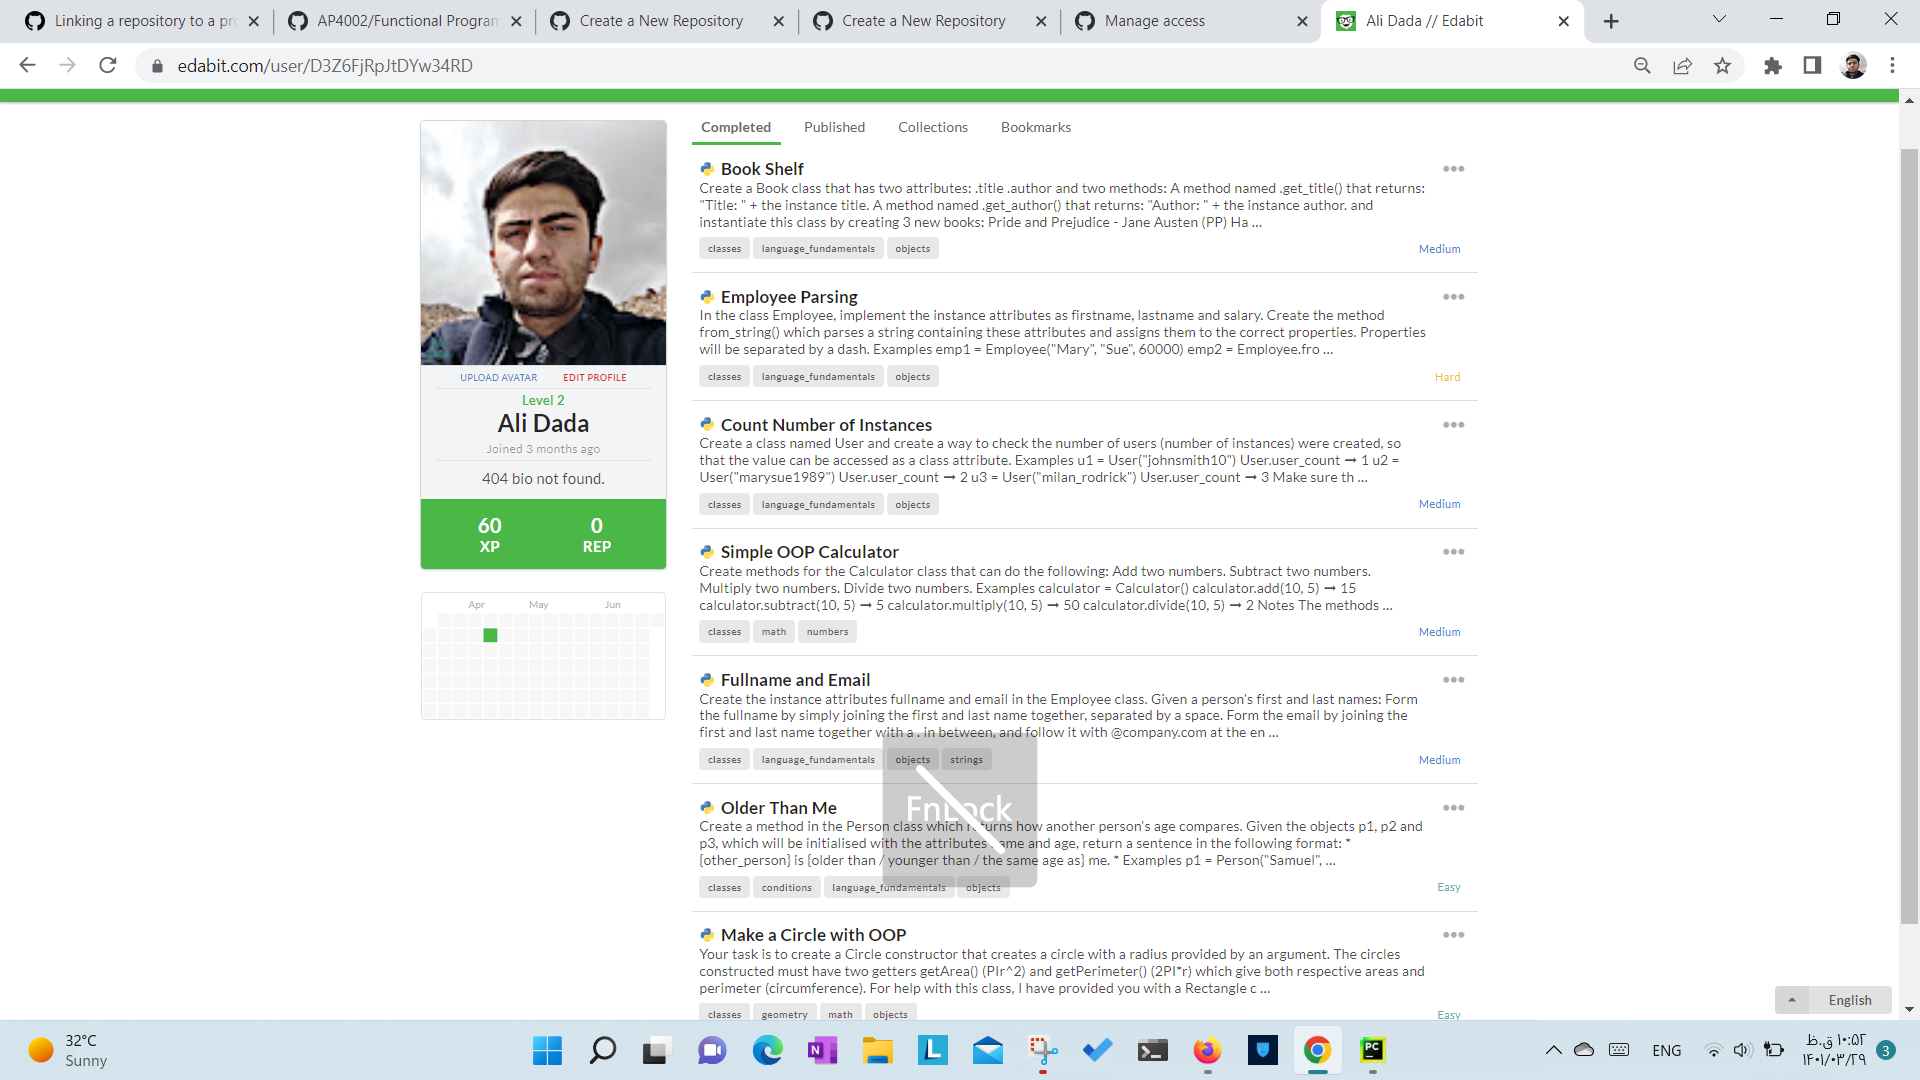 Linking a repository to a pro
AP4002/Functional Program
Create a New Repository
Create a New Repository
Manage access
Ali Dada // Edabit
edabit.com/user/D3Z6FjRpJtDYw34RD
Completed
Published
Collections
Bookmarks
UPLOAD AVATAR
EDIT PROFILE
Level 2
Ali Dada
Joined 3 months ago
404 bio not found.
60
XP
0
REP
Apr
May
Jun
Book Shelf
Create a Book class that has two attributes: .title .author and two methods: A method named .get_title() that returns:
"Title: " + the instance title. A method named .get_author() that returns: "Author: " + the instance author. and
instantiate this class by creating 3 new books: Pride and Prejudice - Jane Austen (PP) Ha ...
classes language_fundamentals objects
Medium
Employee Parsing
In the class Employee, implement the instance attributes as firstname, lastname and salary. Create the method
from_string() which parses a string containing these attributes and assigns them to the correct properties. Properties
will be separated by a dash. Examples emp1 = Employee("Mary", "Sue", 60000) emp2 = Employee.fro ...
classes language_fundamentals objects
Hard
Count Number of Instances
Create a class named User and create a way to check the number of users (number of instances) were created, so
that the value can be accessed as a class attribute. Examples u1 = User("johnsmith10") User.user_count ➞ 1 u2 =
User("marysue1989") User.user_count ➞ 2 u3 = User("milan_rodrick") User.user_count ➞ 3 Make sure th ...
classes language_fundamentals objects
Medium
Simple OOP Calculator
Create methods for the Calculator class that can do the following: Add two numbers. Subtract two numbers.
Multiply two numbers. Divide two numbers. Examples calculator = Calculator() calculator.add(10, 5) ➞ 15
calculator.subtract(10, 5) ➞ 5 calculator.multiply(10, 5) ➞ 50 calculator.divide(10, 5) ➞ 2 Notes The methods ...
classes math numbers
Medium
Fullname and Email
Create the instance attributes fullname and email in the Employee class. Given a person's first and last names: Form
the fullname by simply joining the first and last name together, separated by a space. Form the email by joining the
first and last name together with a . in between, and follow it with @company.com at the en ...
classes language_fundamentals objects strings
Medium
FnLock
Older Than Me
Create a method in the Person class which returns how another person's age compares. Given the objects p1, p2 and
p3, which will be initialised with the attributes name and age, return a sentence in the following format: *
{other_person} is {older than / younger than / the same age as} me. * Examples p1 = Person("Samuel", ...
classes conditions language_fundamentals objects
Easy
Make a Circle with OOP
Your task is to create a Circle constructor that creates a circle with a radius provided by an argument. The circles
constructed must have two getters getArea() (PIr^2) and getPerimeter() (2PI*r) which give both respective areas and
perimeter (circumference). For help with this class, I have provided you with a Rectangle c ...
classes geometry math objects
Easy
English
32°C
Sunny
ENG
۱۰:۵۲ ق.ظ
۱۴۰۱/۰۳/۲۹
3